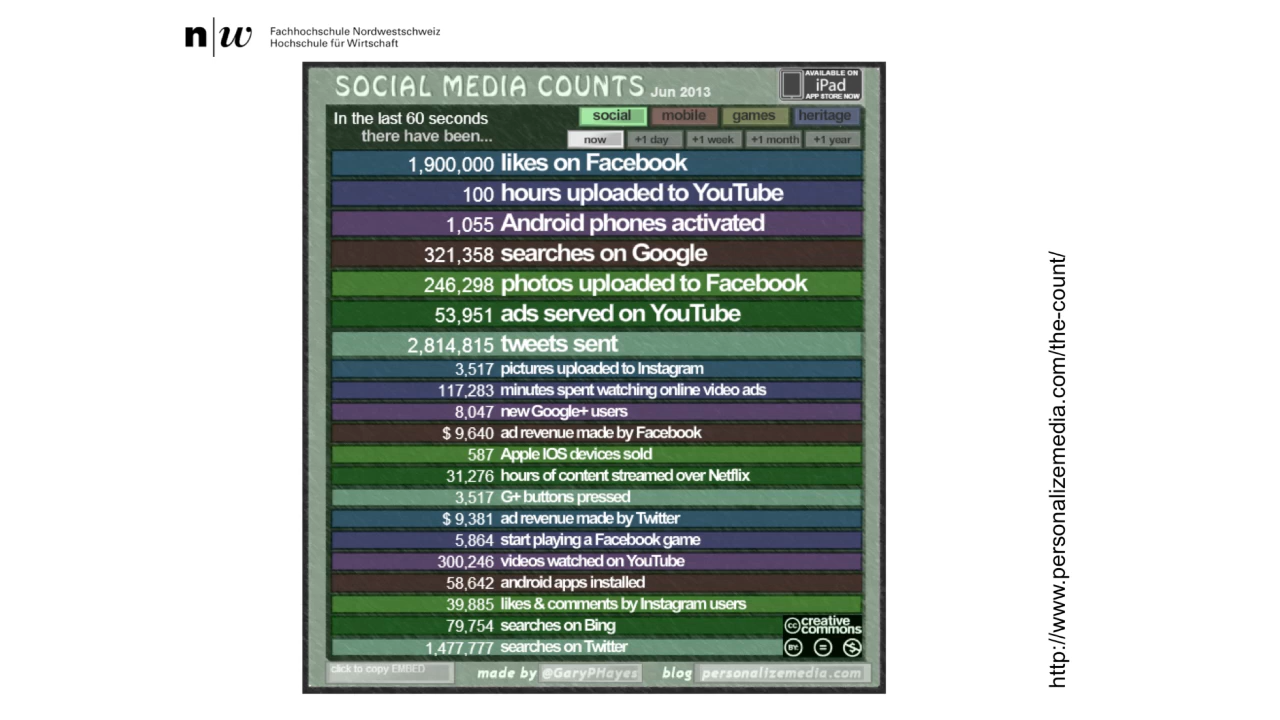 n|w Fachhochschule Nordwestschweiz
Hochschule für Wirtschaft
SOCIAL MEDIA COUNTS Jun 2013
AVAILABLE ON
iPad
APP STORE NOW
In the last 60 seconds
there have been...
social mobile games heritage
now +1 day +1 week +1 month +1 year
1,900,000 likes on Facebook
100 hours uploaded to YouTube
1,055 Android phones activated
321,358 searches on Google
246,298 photos uploaded to Facebook
53,951 ads served on YouTube
2,814,815 tweets sent
3,517 pictures uploaded to Instagram
117,283 minutes spent watching online video ads
8,047 new Google+ users
$ 9,640 ad revenue made by Facebook
587 Apple IOS devices sold
31,276 hours of content streamed over Netflix
3,517 G+ buttons pressed
$ 9,381 ad revenue made by Twitter
5,864 start playing a Facebook game
300,246 videos watched on YouTube
58,642 android apps installed
39,885 likes & comments by Instagram users
79,754 searches on Bing
1,477,777 searches on Twitter
cc creative
commons
BY = $
click to copy EMBED
made by @GaryPHayes blog personalizemedia.com
http://www.personalizemedia.com/the-count/